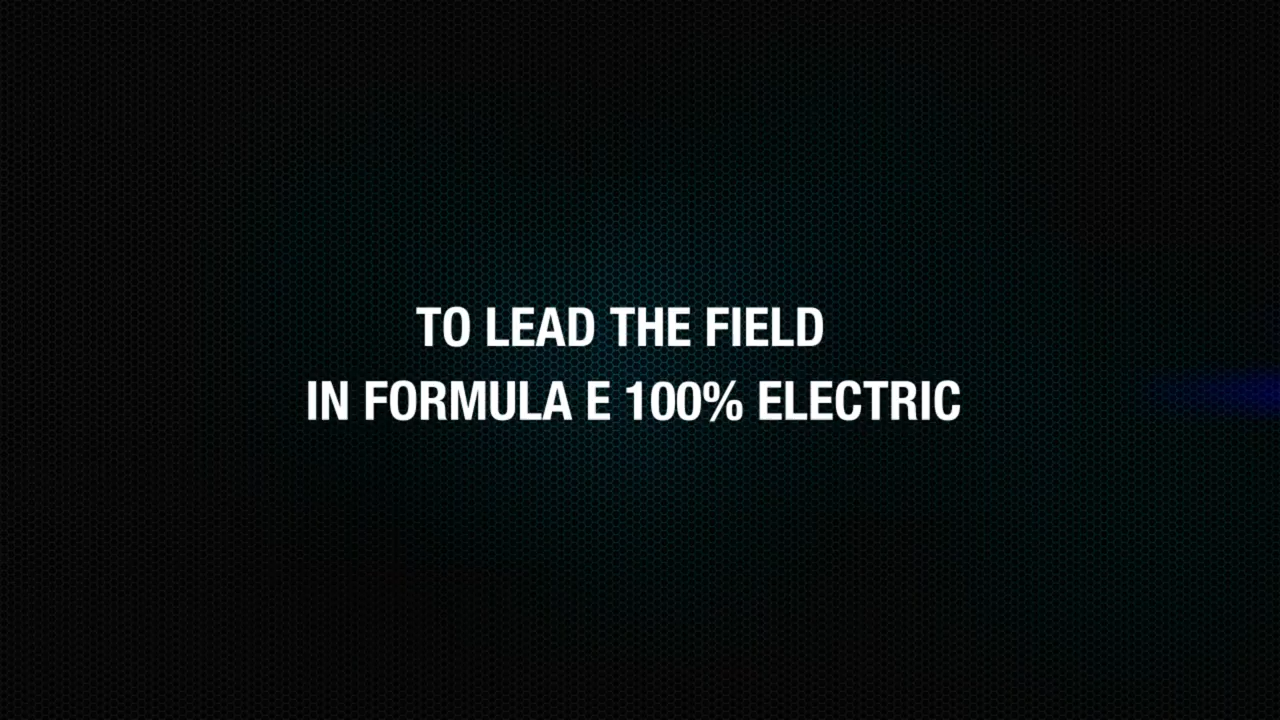 TO LEAD THE FIELD
IN FORMULA E 100% ELECTRIC